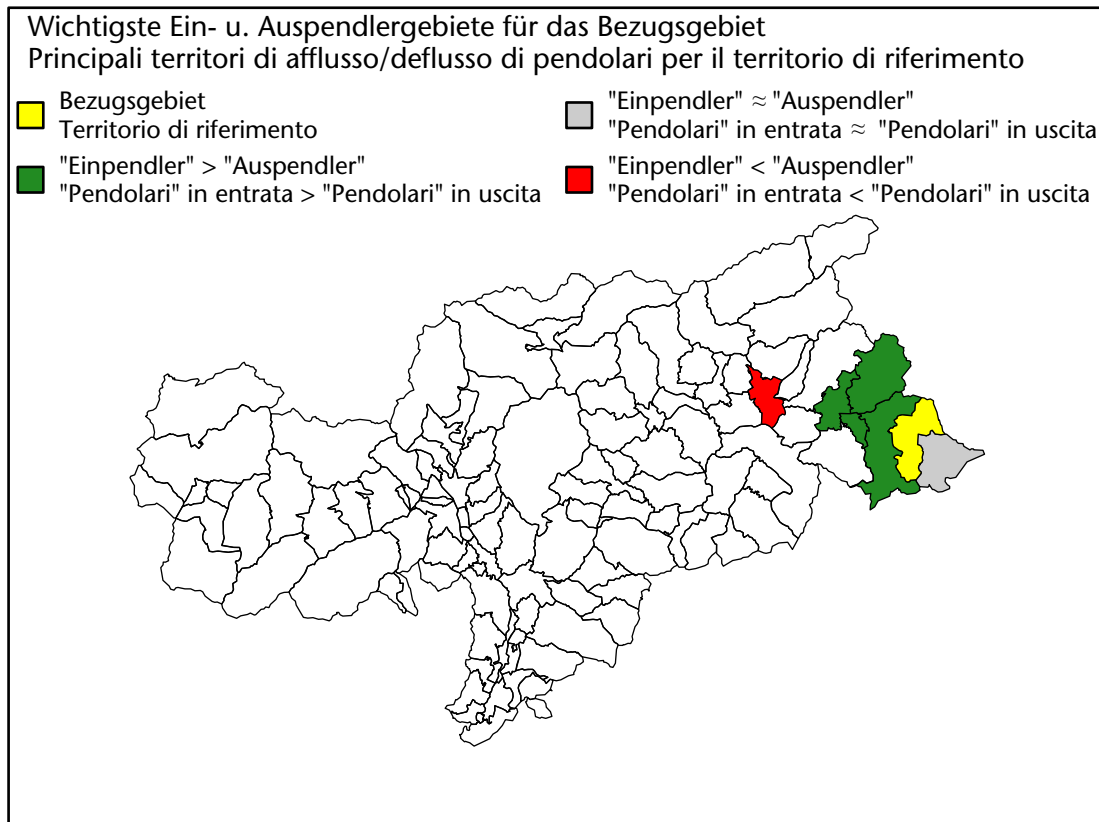 Wichtigste Ein- u. Auspendlergebiete für das Bezugsgebiet
Principali territori di afflusso/deflusso di pendolari per il territorio di riferimento
Bezugsgebiet
Territorio di riferimento
"Einpendler" > "Auspendler"
"Pendolari" in entrata > "Pendolari" in uscita
"Einpendler" ≈ "Auspendler"
"Pendolari" in entrata ≈ "Pendolari" in uscita
"Einpendler" < "Auspendler"
"Pendolari" in entrata < "Pendolari" in uscita